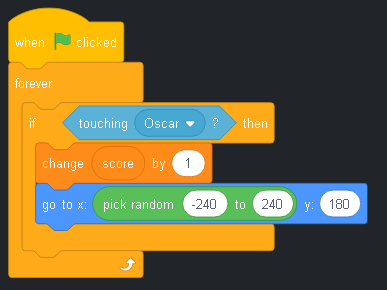 when clicked
forever
if touching Oscar ? then
change score by 1
go to x: pick random -240 to 240 y: 180